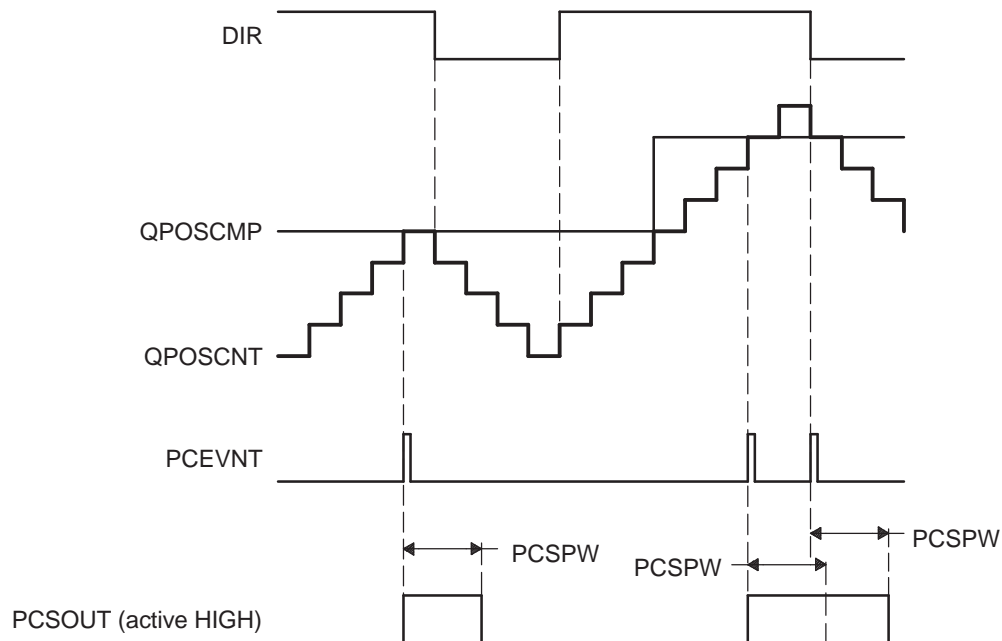 DIR
QPOSCMP
QPOSCNT
PCEVNT
PCSPW
PCSPW
PCSPW
PCSOUT (active HIGH)